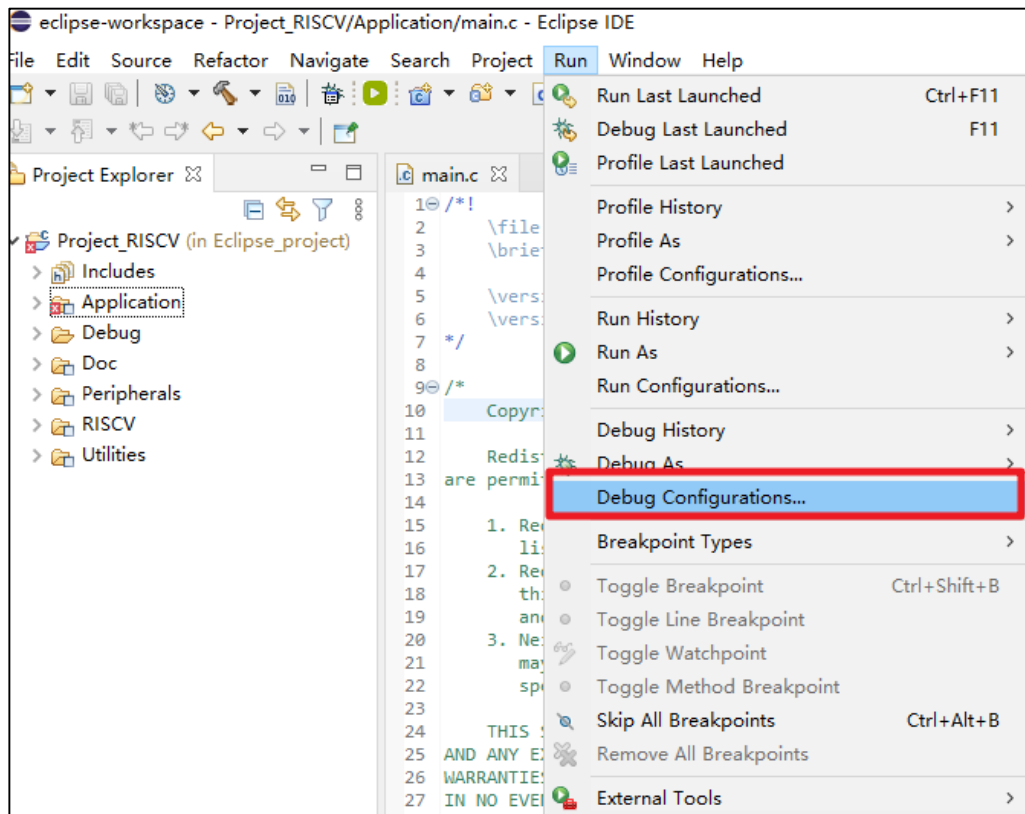 eclipse-workspace - Project_RISCV/Application/main.c - Eclipse IDE
File Edit Source Refactor Navigate Search Project Run Window Help
Project Explorer
Project_RISCV (in Eclipse_project)
Includes
Application
Debug
Doc
Peripherals
RISCV
Utilities
main.c
1 /*!
2 \file
3 \brie
4
5 \vers
6 \vers
7 */
8
9 /*
10 Copyr
11
12 Redis
13 are permi
14
15 1. Re
16 li
17 2. Re
18 th
19 an
20 3. Ne
21 may
22 spe
23
24 THIS
25 AND ANY E
26 WARRANTIE
27 IN NO EVE
Run Last Launched Ctrl+F11
Debug Last Launched F11
Profile Last Launched
Profile History
Profile As
Profile Configurations...
Run History
Run As
Run Configurations...
Debug History
Debug As
Debug Configurations...
Breakpoint Types
Toggle Breakpoint Ctrl+Shift+B
Toggle Line Breakpoint
Toggle Watchpoint
Toggle Method Breakpoint
Skip All Breakpoints Ctrl+Alt+B
Remove All Breakpoints
External Tools